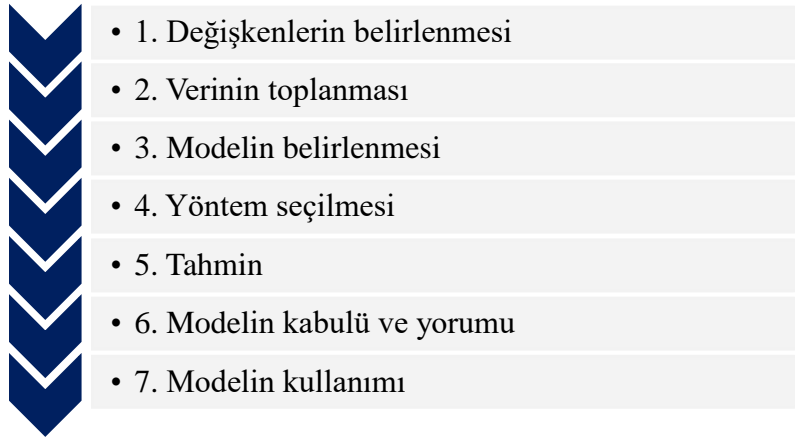 • 1. Değişkenlerin belirlenmesi
• 2. Verinin toplanması
• 3. Modelin belirlenmesi
• 4. Yöntem seçilmesi
• 5. Tahmin
• 6. Modelin kabulü ve yorumu
• 7. Modelin kullanımı